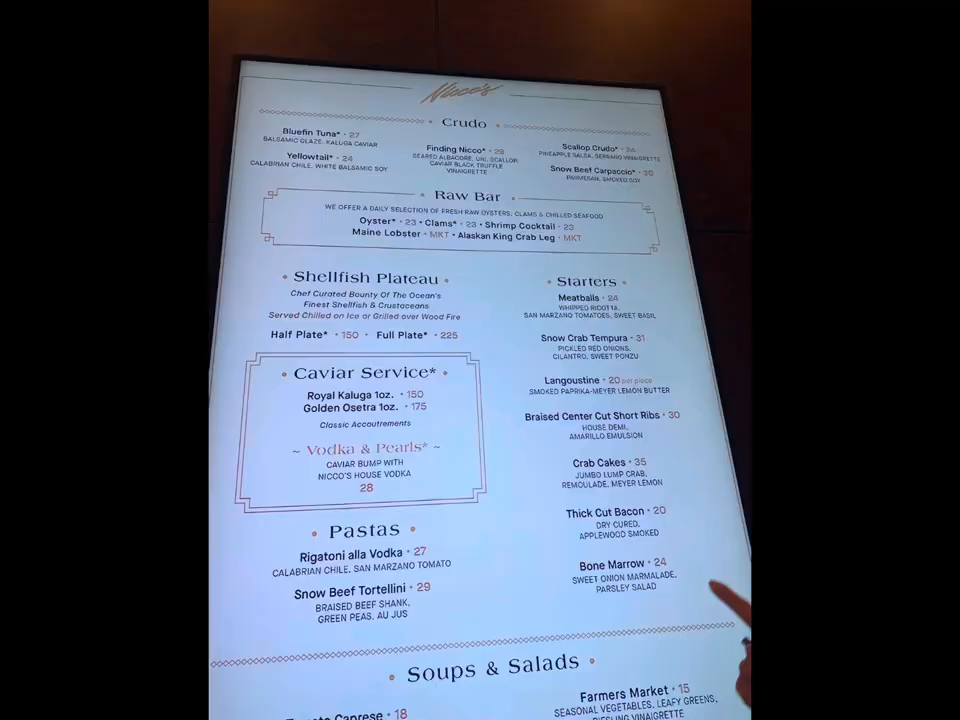 Nicco's
Crudo
Bluefin Tuna* • 27
BALSAMIC GLAZE, KALUGA CAVIAR
Yellowtail* • 24
CALABRIAN CHILE, WHITE BALSAMIC SOY
Finding Nicco* • 29
SEARED ALBACORE, UNI, SCALLOP,
CAVIAR BLACK TRUFFLE
VINAIGRETTE
Scallop Crudo* • 24
PINEAPPLE SALSA, SERRANO VINAIGRETTE
Snow Beef Carpaccio* • 30
PARMESAN, SMOKED SOY
Raw Bar
WE OFFER A DAILY SELECTION OF FRESH RAW OYSTERS, CLAMS & CHILLED SEAFOOD
Oyster* • 23 • Clams* • 23 • Shrimp Cocktail • 23
Maine Lobster • MKT • Alaskan King Crab Leg • MKT
Shellfish Plateau
Chef Curated Bounty Of The Ocean's
Finest Shellfish & Crustaceans
Served Chilled on Ice or Grilled over Wood Fire
Half Plate* • 150 • Full Plate* • 225
Caviar Service*
Royal Kaluga 1oz. • 150
Golden Osetra 1oz. • 175
Classic Accoutrements
~ Vodka & Pearls* ~
CAVIAR BUMP WITH
NICCO'S HOUSE VODKA
28
Pastas
Rigatoni alla Vodka • 27
CALABRIAN CHILE, SAN MARZANO TOMATO
Snow Beef Tortellini • 29
BRAISED BEEF SHANK,
GREEN PEAS, AU JUS
Starters
Meatballs • 24
WHIPPED RICOTTA,
SAN MARZANO TOMATOES, SWEET BASIL
Snow Crab Tempura • 31
PICKLED RED ONIONS,
CILANTRO, SWEET PONZU
Langoustine • 20 per piece
SMOKED PAPRIKA-MEYER LEMON BUTTER
Braised Center Cut Short Ribs • 30
HOUSE DEMI,
AMARILLO EMULSION
Crab Cakes • 35
JUMBO LUMP CRAB,
REMOULADE, MEYER LEMON
Thick Cut Bacon • 20
DRY CURED,
APPLEWOOD SMOKED
Bone Marrow • 24
SWEET ONION MARMALADE,
PARSLEY SALAD
Soups & Salads
Caprese • 18
Farmers Market • 15
SEASONAL VEGETABLES, LEAFY GREENS,
RIESLING VINAIGRETTE